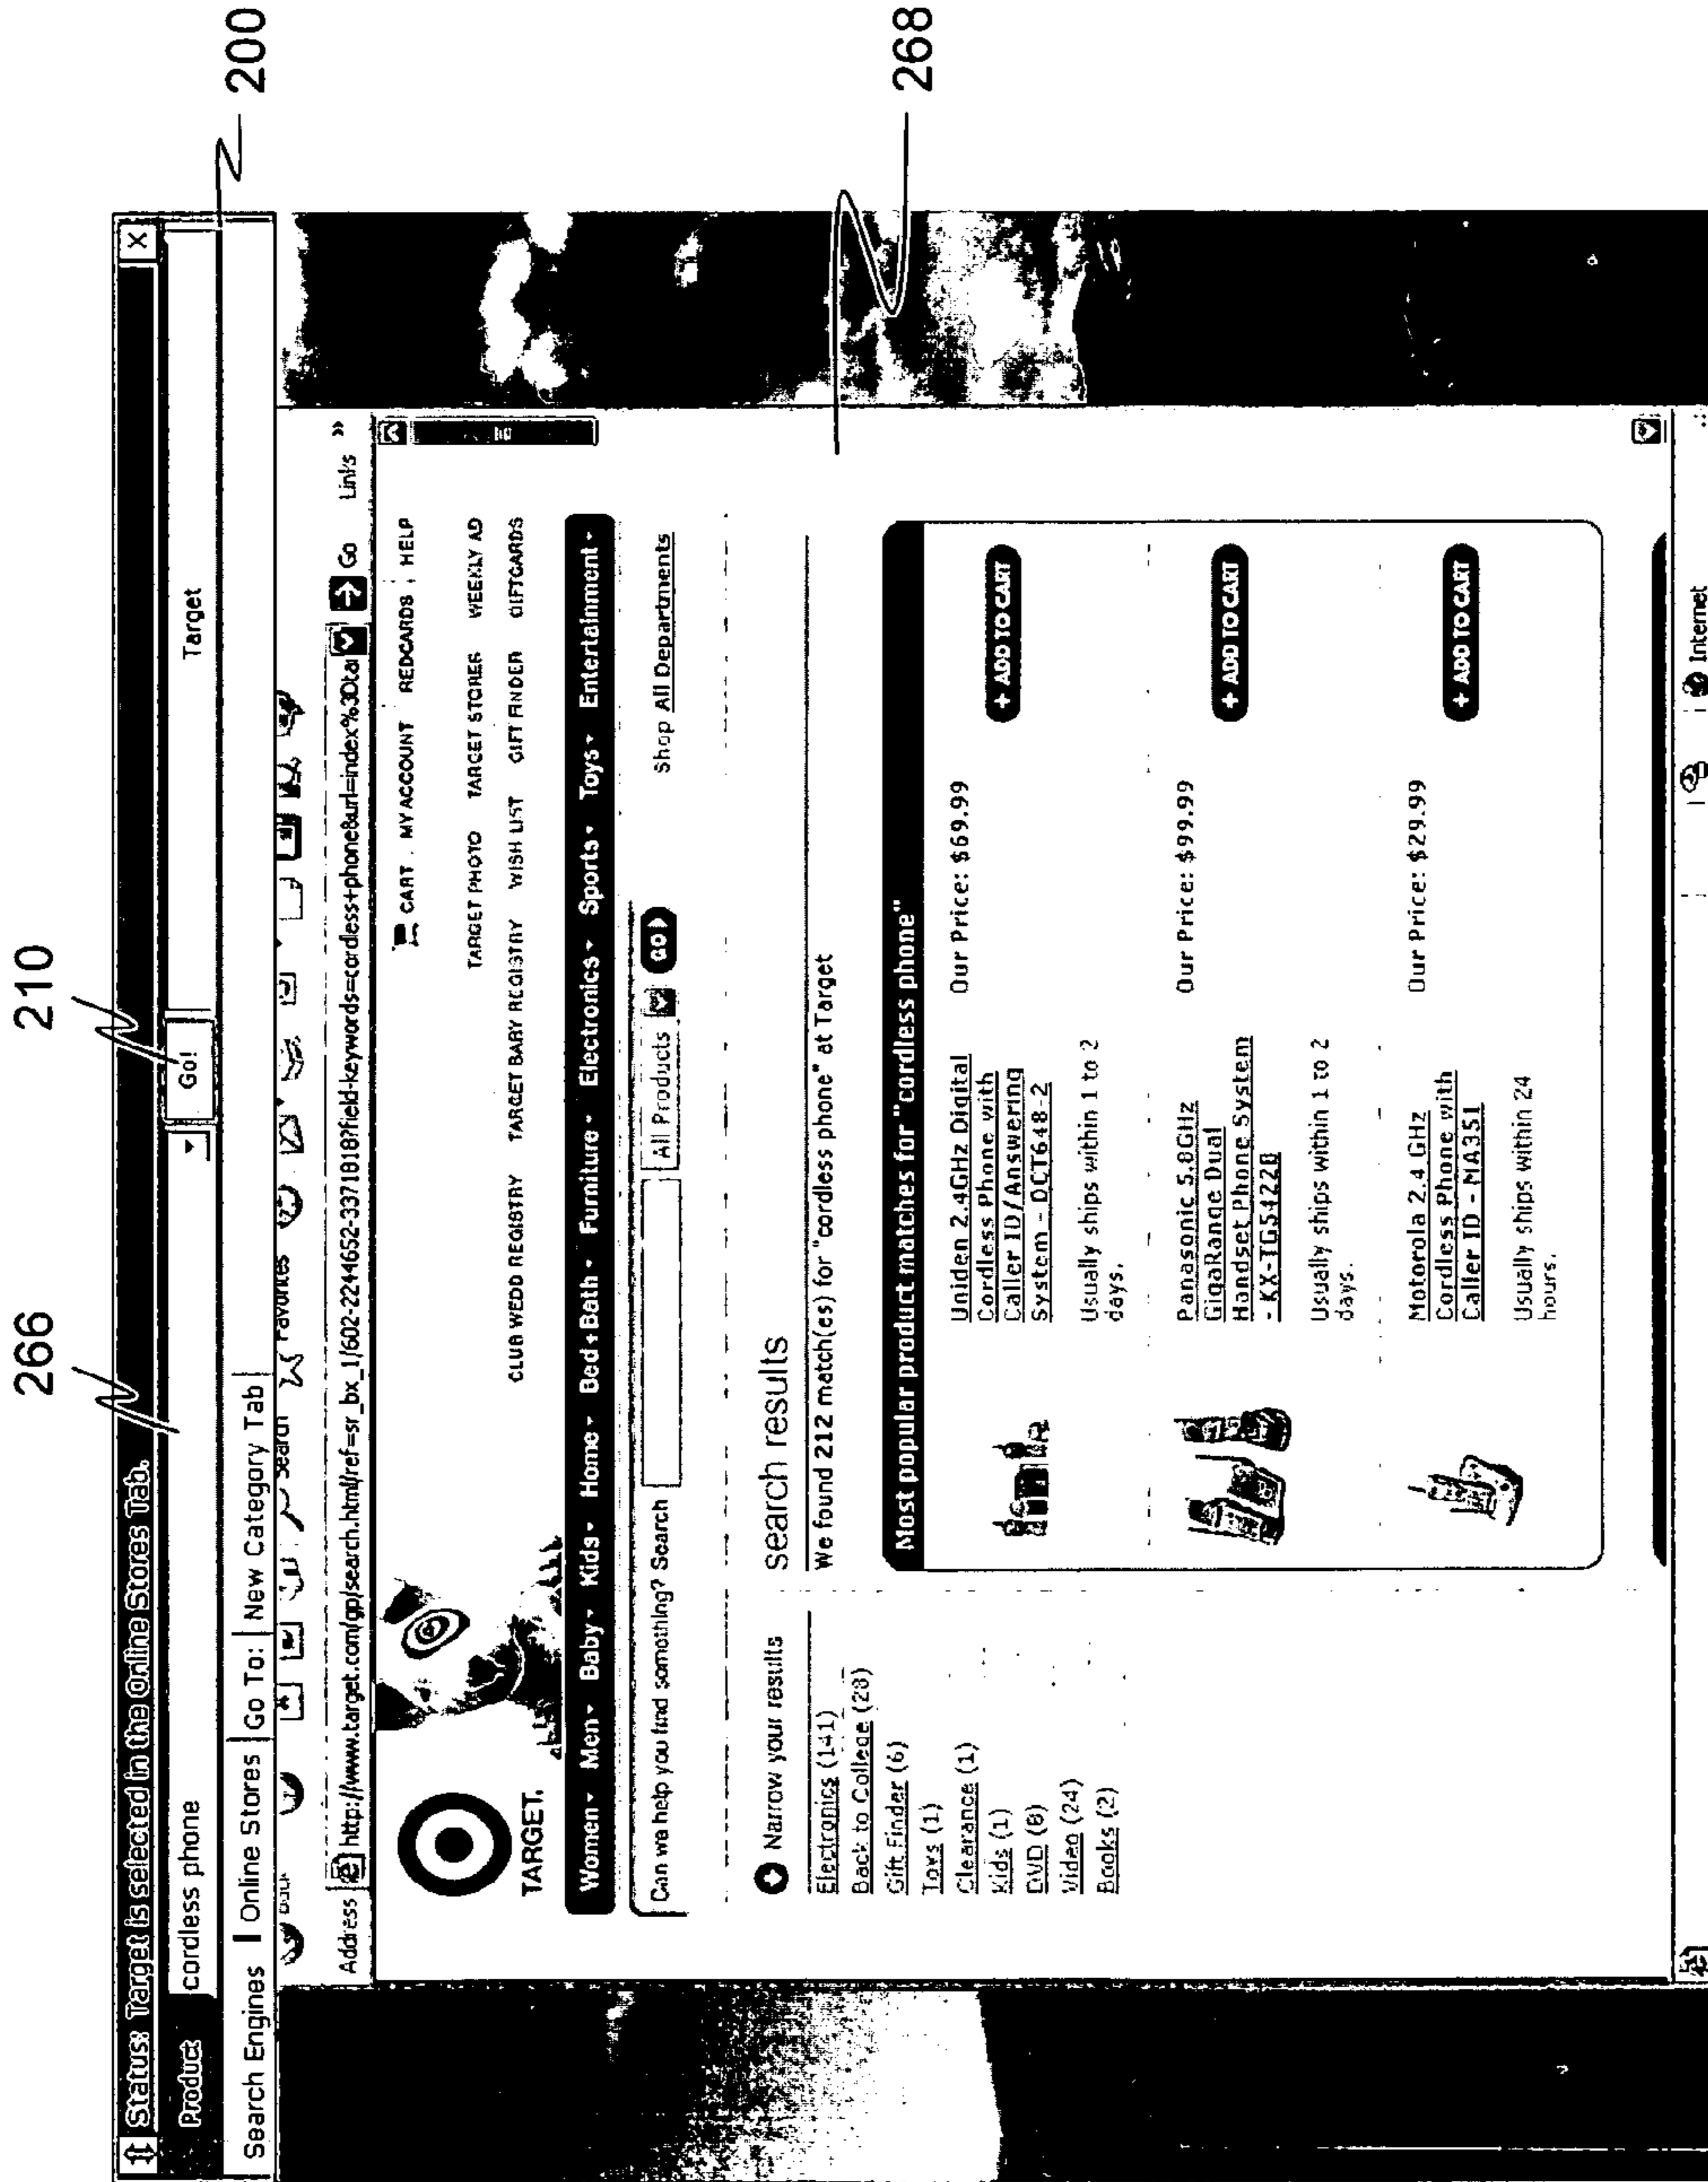 266
210
200
268
Status: Target is selected in the Online Stores Tab.
Product
cordless phone
Go!
Target
Search Engines
Online Stores
Go To:
New Category Tab
Search
Favorites
Address
http://www.target.com/gp/search.html/ref=sr_bx_1/602-2244652-3371818?field-keywords=cordless+phone&url=index%3Dtar
Go
Links »
CART
MY ACCOUNT
REDCARDS
HELP
TARGET PHOTO
TARGET STORES
WEEKLY AD
CLUB WEDD REGISTRY
TARGET BABY REGISTRY
WISH LIST
GIFT FINDER
GIFTCARDS
TARGET.
Women
Men
Baby
Kids
Home
Bed+Bath
Furniture
Electronics
Sports
Toys
Entertainment
Can we help you find something? Search
All Products
GO
Shop All Departments
Narrow your results
Electronics (141)
Back to College (28)
Gift Finder (6)
Toys (1)
Clearance (1)
Kids (1)
DVD (8)
Video (24)
Books (2)
search results
We found 212 match(es) for "cordless phone" at Target
Most popular product matches for "cordless phone"
Uniden 2.4GHz Digital
Cordless Phone with
Caller ID/Answering
System - DCT648-2
Usually ships within 1 to 2
days.
Our Price: $69.99
+ ADD TO CART
Panasonic 5.8GHz
GigaRange Dual
Handset Phone System
Usually ships within 1 to 2
days.
Our Price: $99.99
+ ADD TO CART
Motorola 2.4 GHz
Cordless Phone with
Caller ID - MA351
Usually ships within 24
hours.
Our Price: $29.99
+ ADD TO CART
Internet